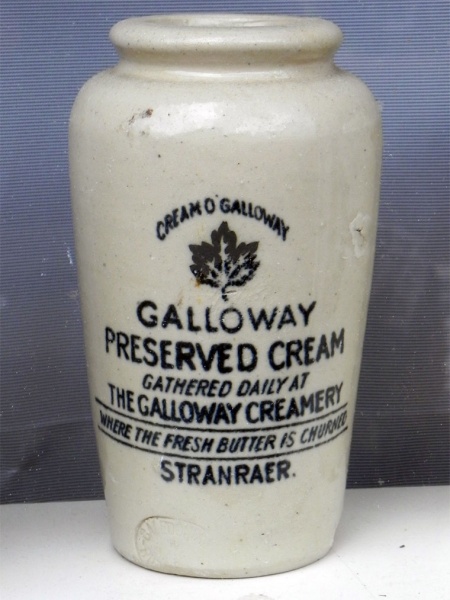 CREAM O' GALLOWAY
GALLOWAY
PRESERVED CREAM
GATHERED DAILY AT
THE GALLOWAY CREAMERY
WHERE THE FRESH BUTTER IS CHURNED
STRANRAER.